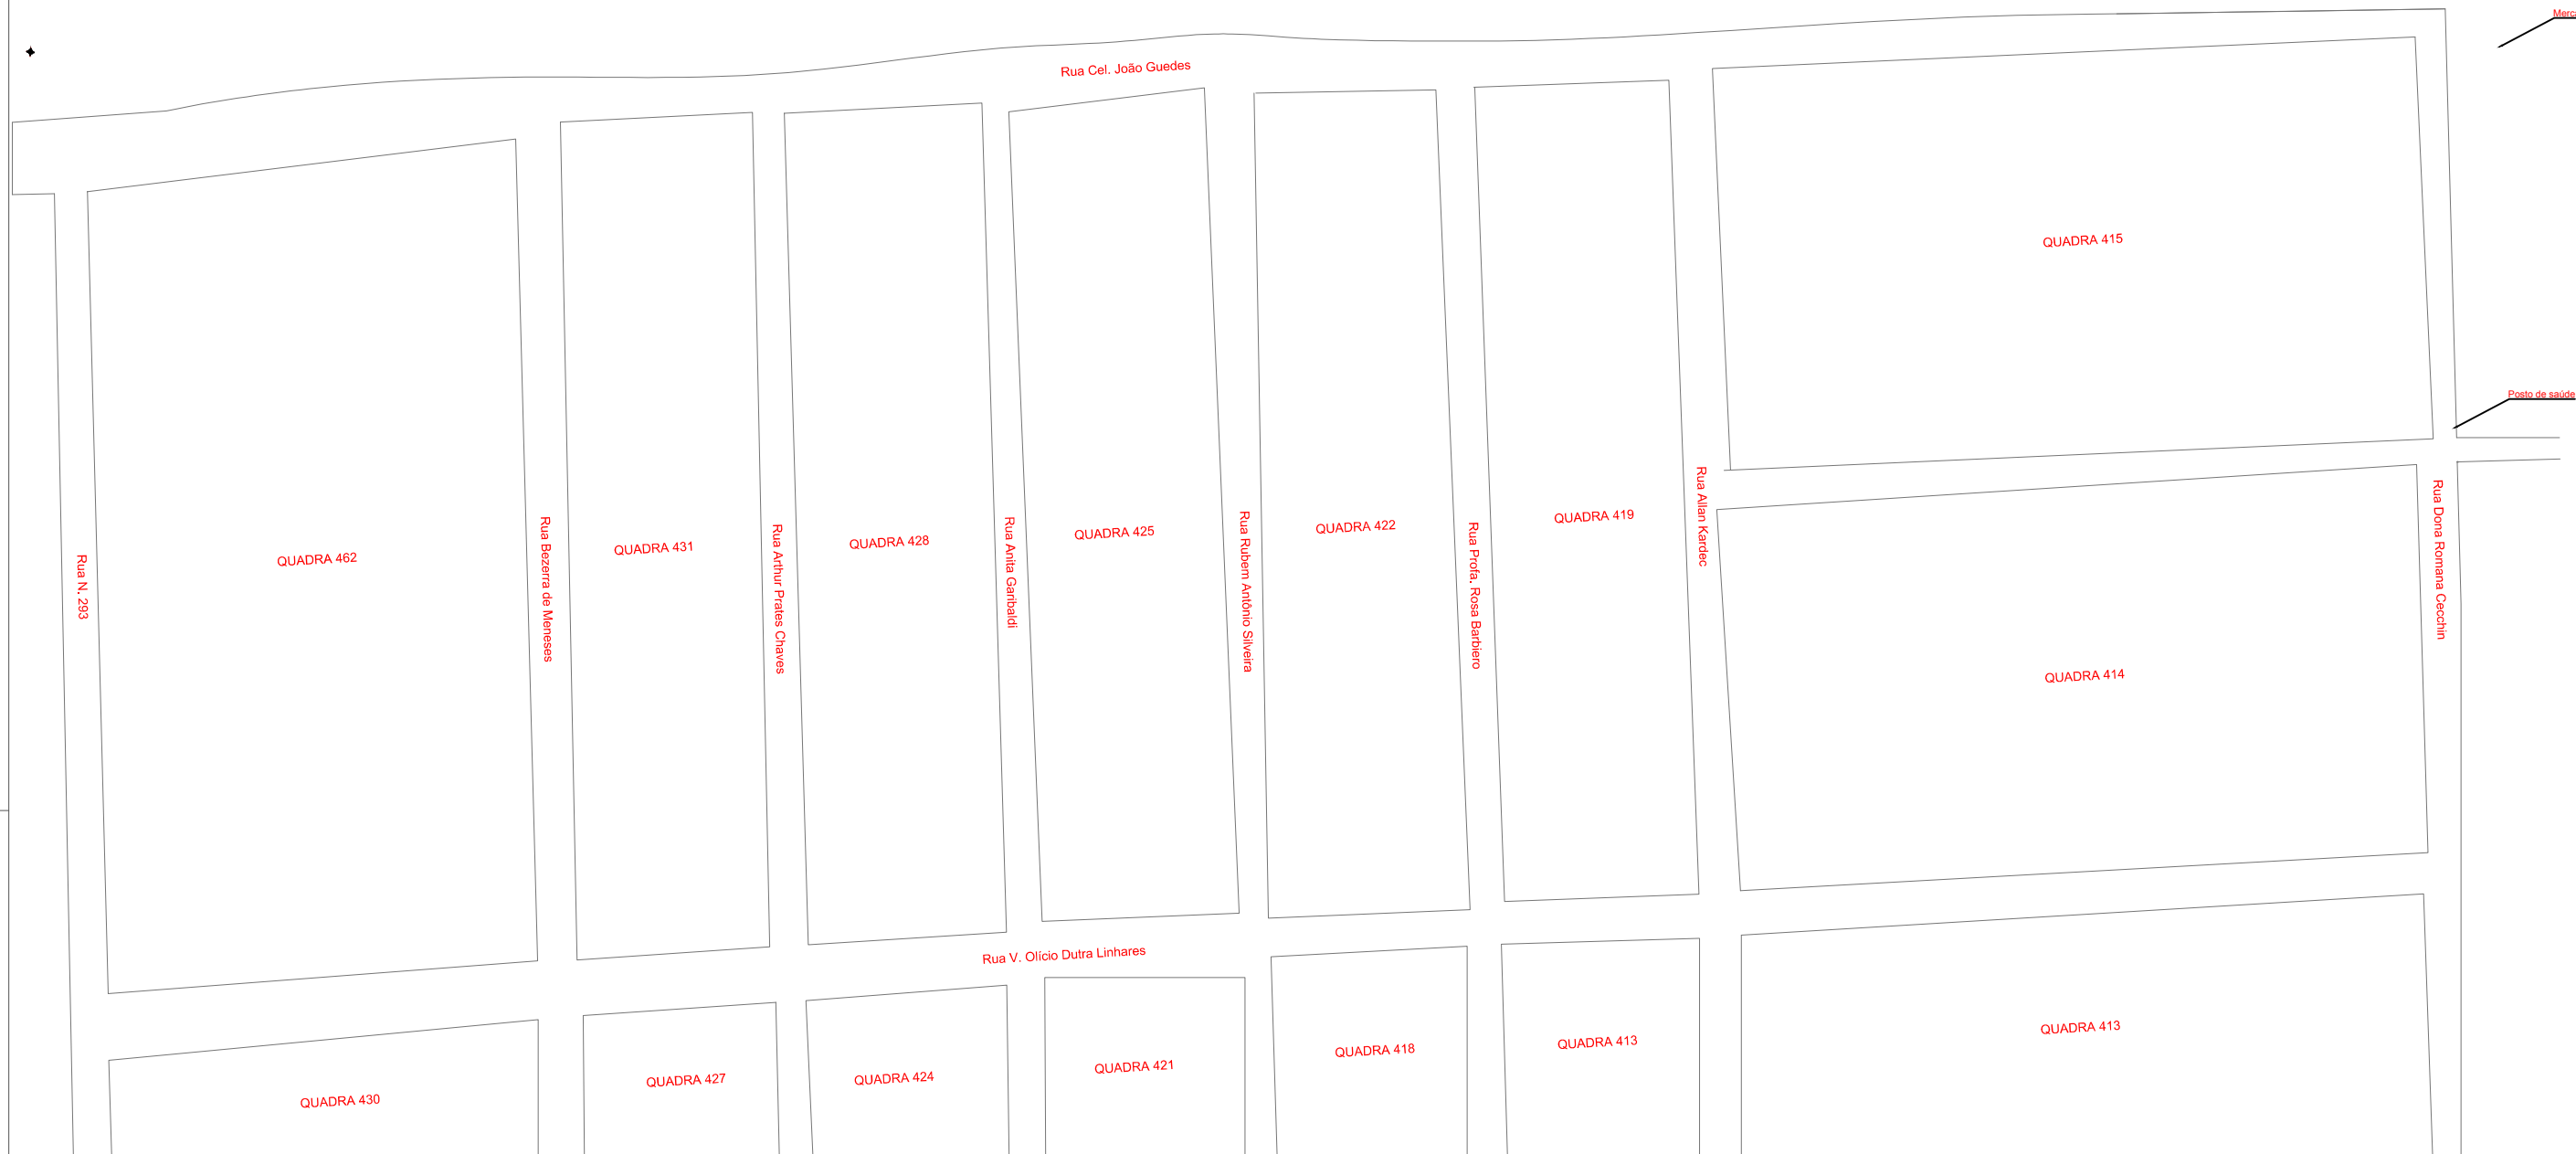 Rua Cel. João Guedes
QUADRA 415
Posto de saúde
QUADRA 462
QUADRA 431
QUADRA 428
QUADRA 425
QUADRA 422
QUADRA 419
Rua N. 293
Rua Bezerra de Meneses
Rua Arthur Prates Chaves
Rua Anita Garibaldi
Rua Rubem Antônio Silveira
Rua Profa. Rosa Barbiero
Rua Allan Kardec
Rua Dona Romana Cecchin
QUADRA 414
Rua V. Olício Dutra Linhares
QUADRA 430
QUADRA 427
QUADRA 424
QUADRA 421
QUADRA 418
QUADRA 413
QUADRA 413